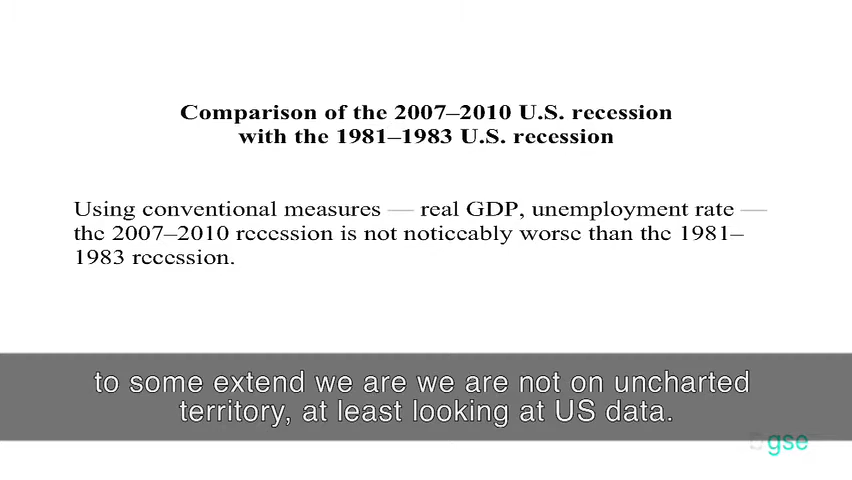 Comparison of the 2007–2010 U.S. recession
with the 1981–1983 U.S. recession
Using conventional measures — real GDP, unemployment rate —
the 2007–2010 recession is not noticeably worse than the 1981–
1983 recession.
to some extend we are we are not on uncharted
territory, at least looking at US data.
gse